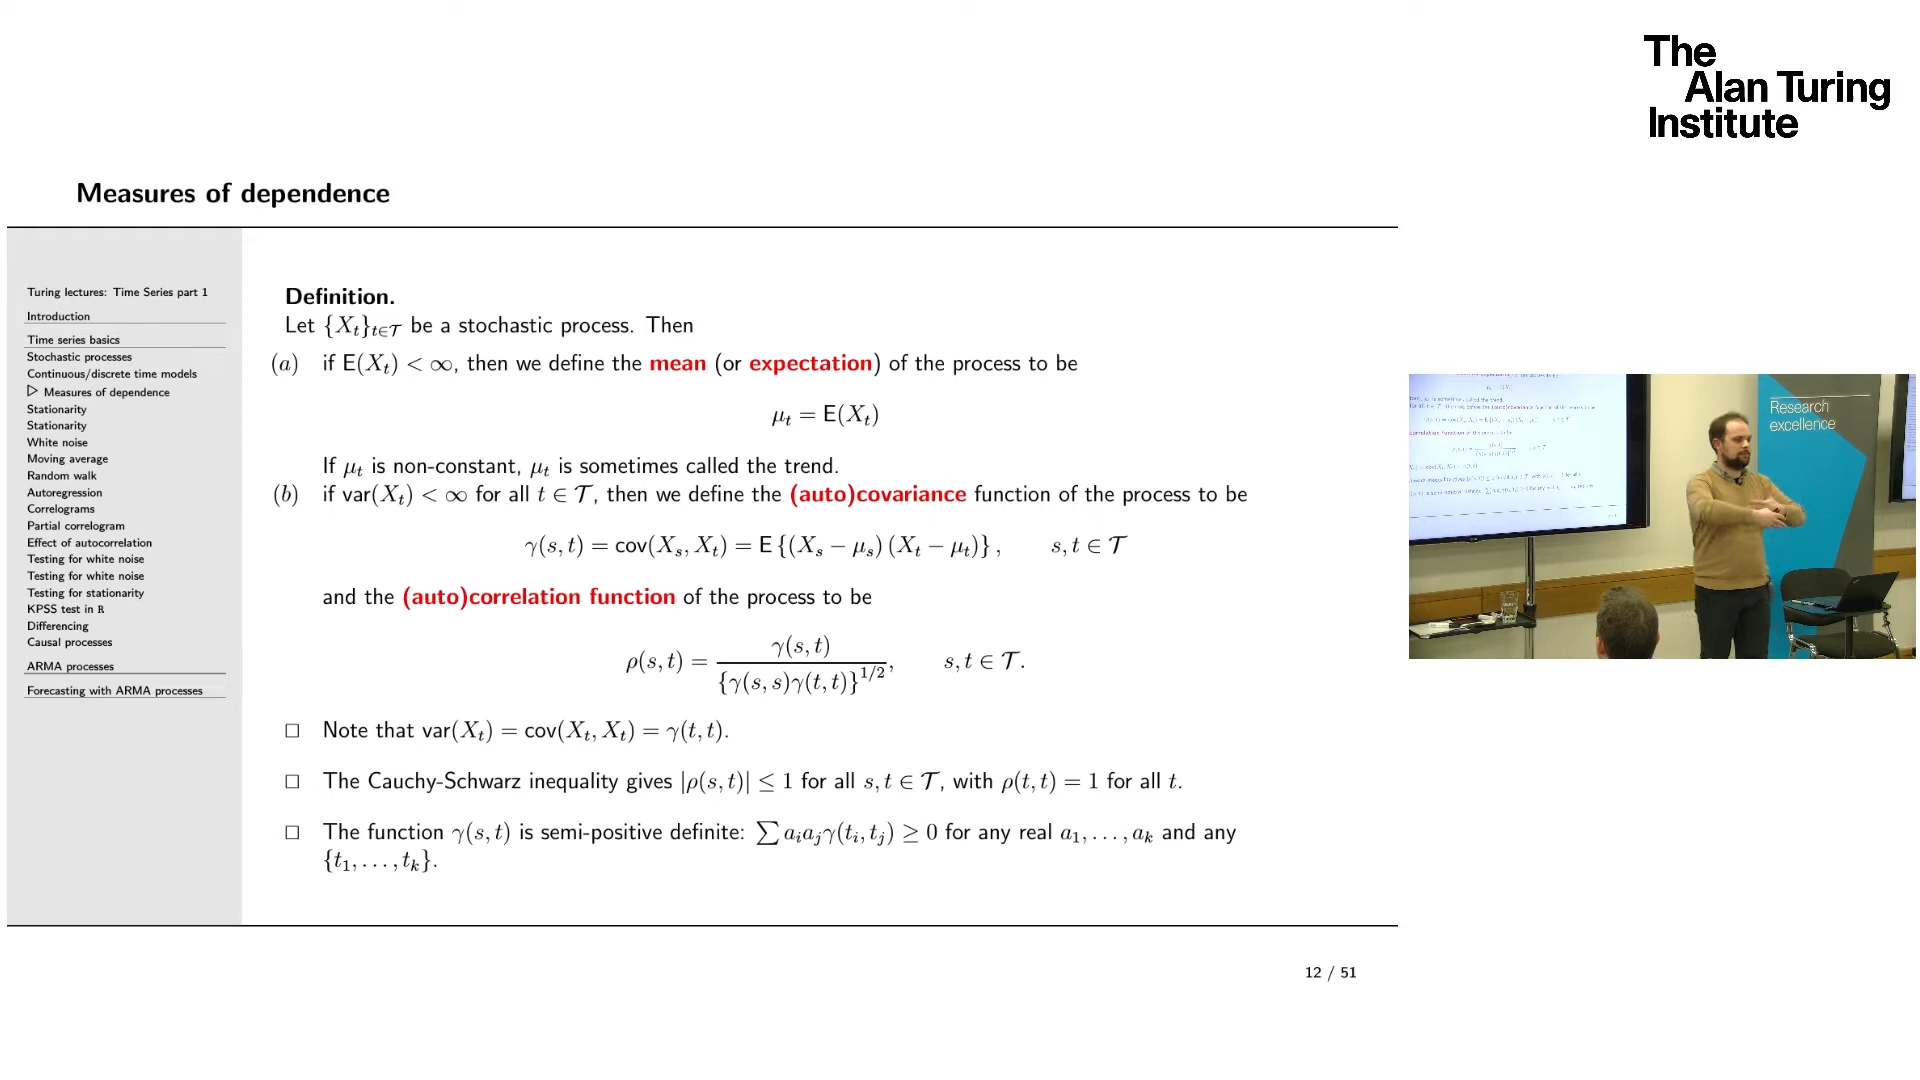 The
Alan Turing
Institute
Measures of dependence
Turing lectures: Time Series part 1
Introduction
Time series basics
Stochastic processes
Continuous/discrete time models
▷ Measures of dependence
Stationarity
Stationarity
White noise
Moving average
Random walk
Autoregression
Correlograms
Partial correlogram
Effect of autocorrelation
Testing for white noise
Testing for white noise
Testing for stationarity
KPSS test in R
Differencing
Causal processes
ARMA processes
Forecasting with ARMA processes
Definition.
Let {X_t}_{t∈𝒯} be a stochastic process. Then
(a) if E(X_t) < ∞, then we define the mean (or expectation) of the process to be
μ_t = E(X_t)
If μ_t is non-constant, μ_t is sometimes called the trend.
(b) if var(X_t) < ∞ for all t ∈ 𝒯, then we define the (auto)covariance function of the process to be
γ(s, t) = cov(X_s, X_t) = E {(X_s − μ_s) (X_t − μ_t)} , s, t ∈ 𝒯
and the (auto)correlation function of the process to be
ρ(s, t) = γ(s, t) / {γ(s, s)γ(t, t)}^{1/2}, s, t ∈ 𝒯.
□ Note that var(X_t) = cov(X_t, X_t) = γ(t, t).
□ The Cauchy-Schwarz inequality gives |ρ(s, t)| ≤ 1 for all s, t ∈ 𝒯, with ρ(t, t) = 1 for all t.
□ The function γ(s, t) is semi-positive definite: ∑ a_i a_j γ(t_i, t_j) ≥ 0 for any real a_1, . . . , a_k and any
{t_1, . . . , t_k}.
12 / 51
Research
excellence